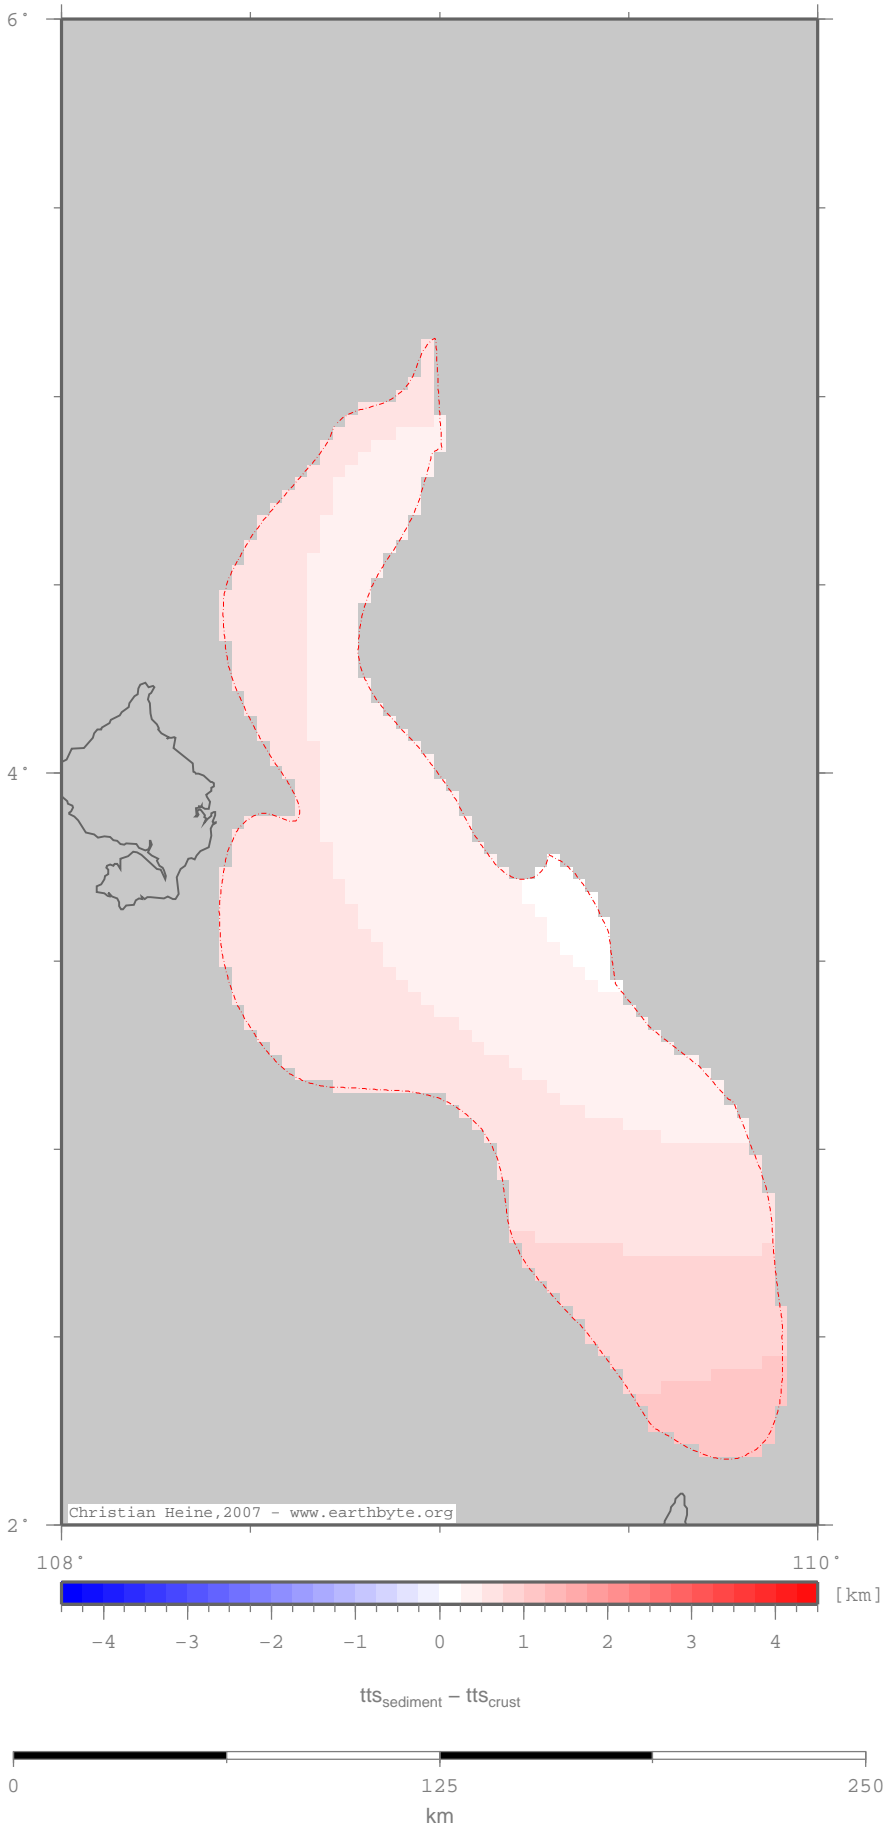 6°
4°
2°
Christian Heine,2007 - www.earthbyte.org
108° 110°
[km]
-4 -3 -2 -1 0 1 2 3 4
tts_sediment – tts_crust
0 125 250
km